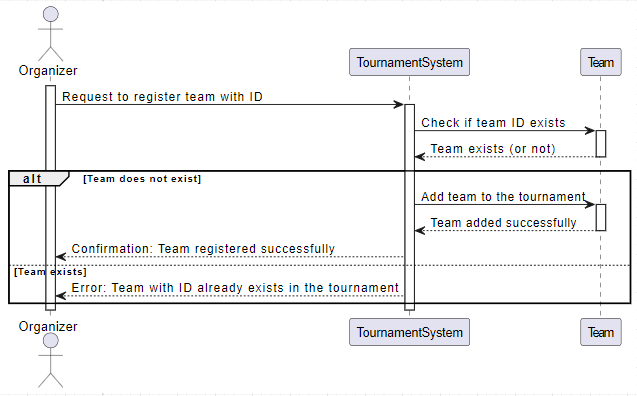 Organizer
TournamentSystem
Team
Request to register team with ID
Check if team ID exists
Team exists (or not)
alt
[Team does not exist]
Add team to the tournament
Team added successfully
Confirmation: Team registered successfully
[Team exists]
Error: Team with ID already exists in the tournament
Organizer
TournamentSystem
Team